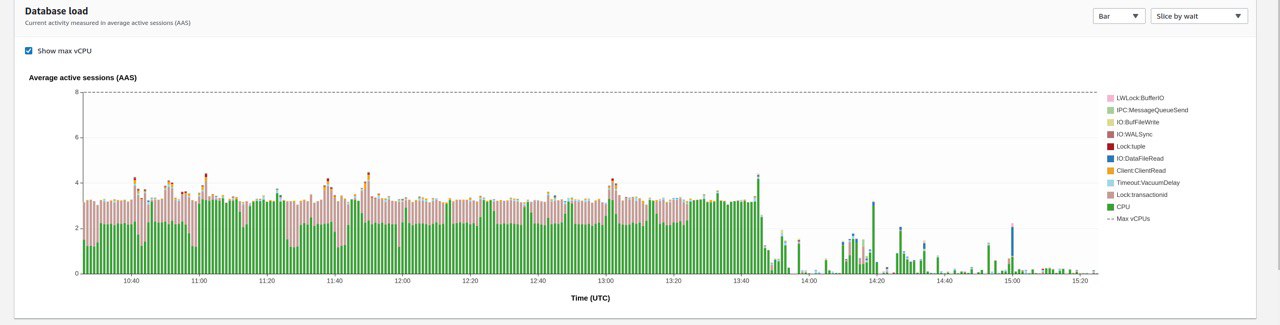 Database load
Current activity measured in average active sessions (AAS)
Bar
Slice by wait
Show max vCPU
Average active sessions (AAS)
8
6
4
2
0
10:40 11:00 11:20 11:40 12:00 12:20 12:40 13:00 13:20 13:40 14:00 14:20 14:40 15:00 15:20
Time (UTC)
LWLock:BufferIO
IPC:MessageQueueSend
IO:BufFileWrite
IO:WALSync
Lock:tuple
IO:DataFileRead
Client:ClientRead
Timeout:VacuumDelay
Lock:transactionid
CPU
Max vCPUs